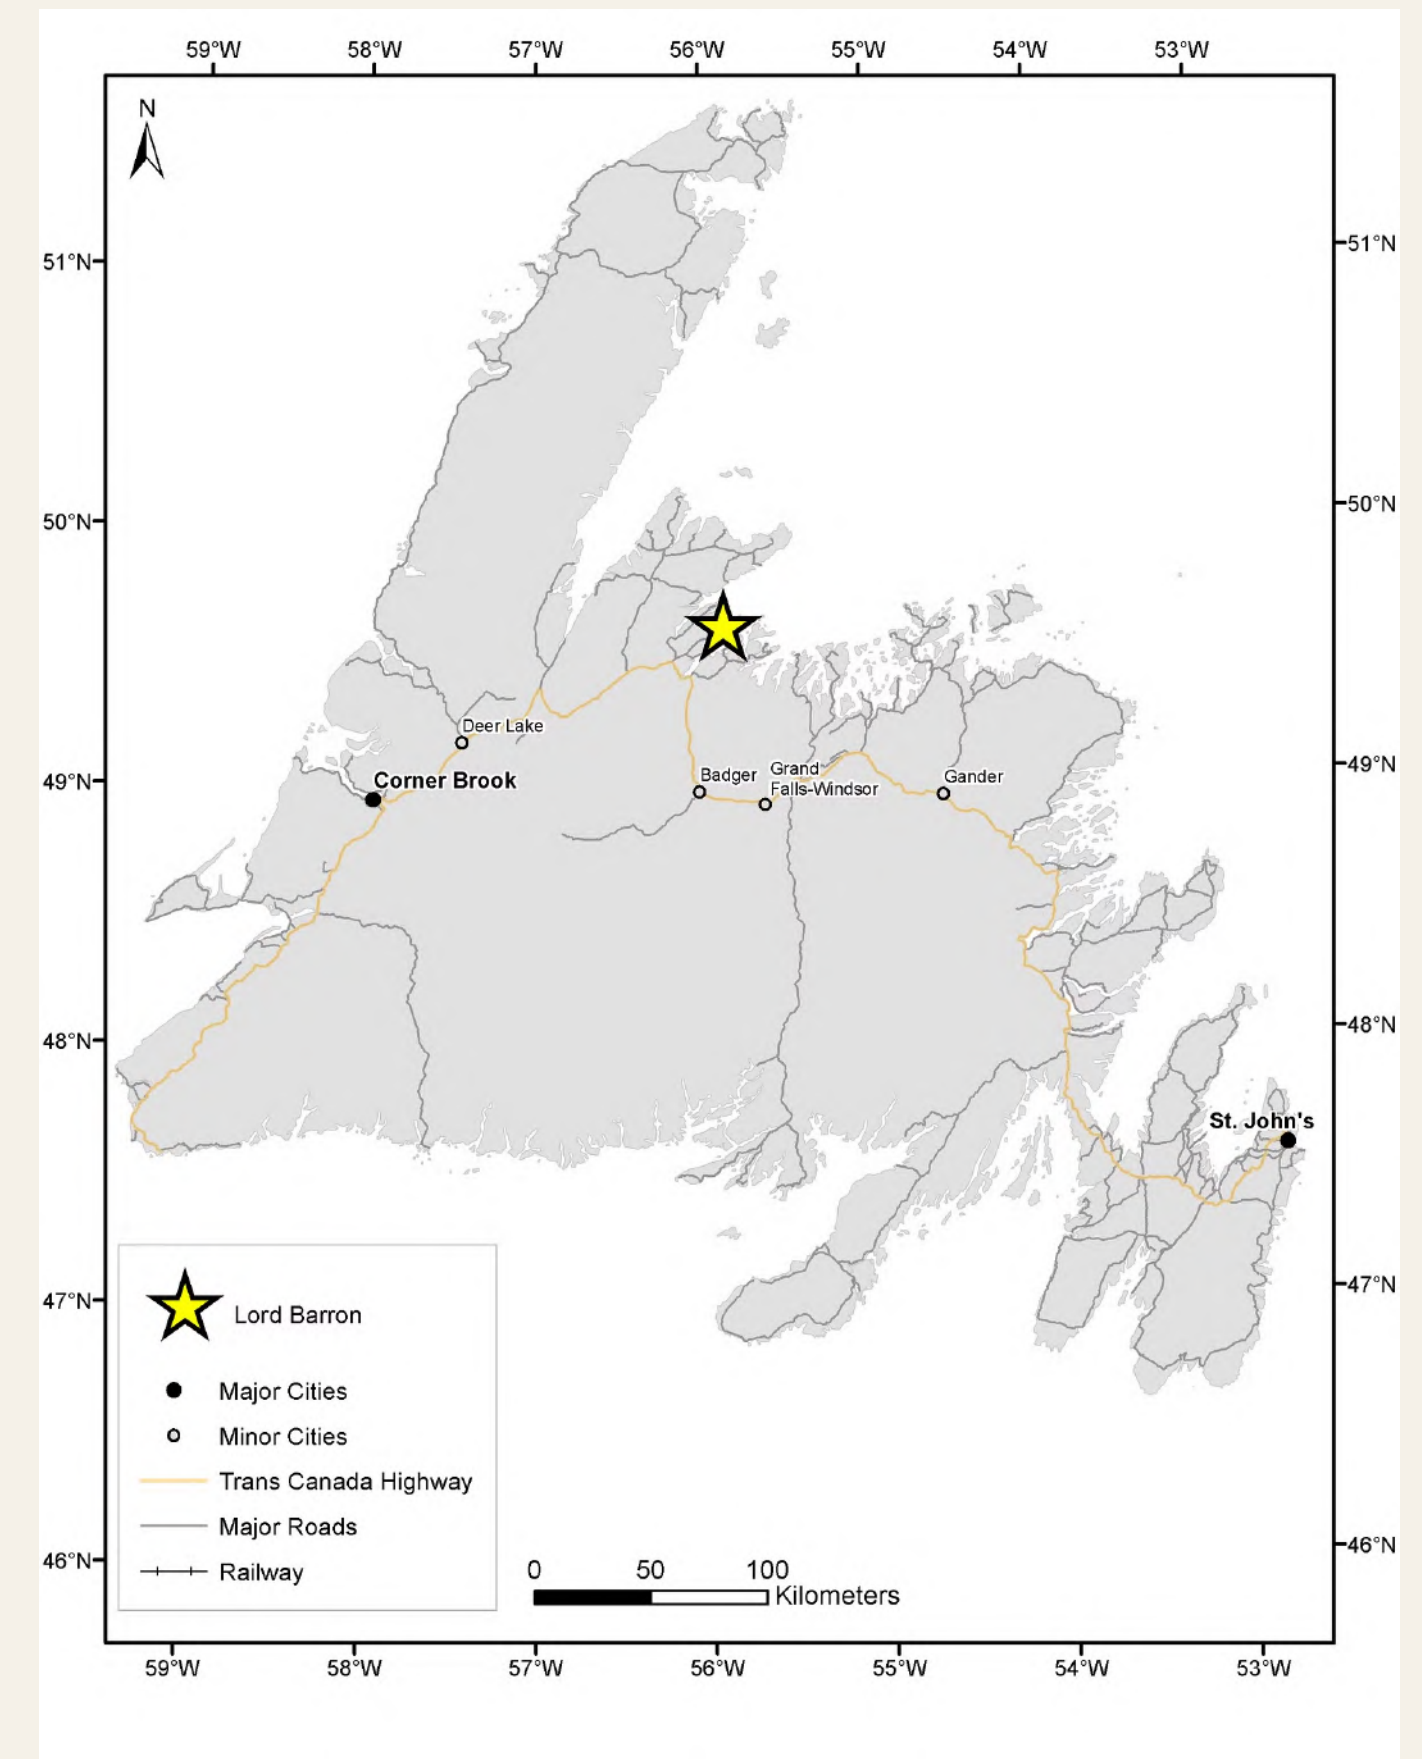 59°W 58°W 57°W 56°W 55°W 54°W 53°W
N
51°N 51°N
50°N 50°N
Deer Lake
49°N 49°N
Corner Brook
Badger
Grand
Falls-Windsor
Gander
48°N 48°N
St. John's
47°N 47°N
Lord Barron
Major Cities
Minor Cities
Trans Canada Highway
Major Roads
Railway
46°N 46°N
0 50 100
Kilometers
59°W 58°W 57°W 56°W 55°W 54°W 53°W